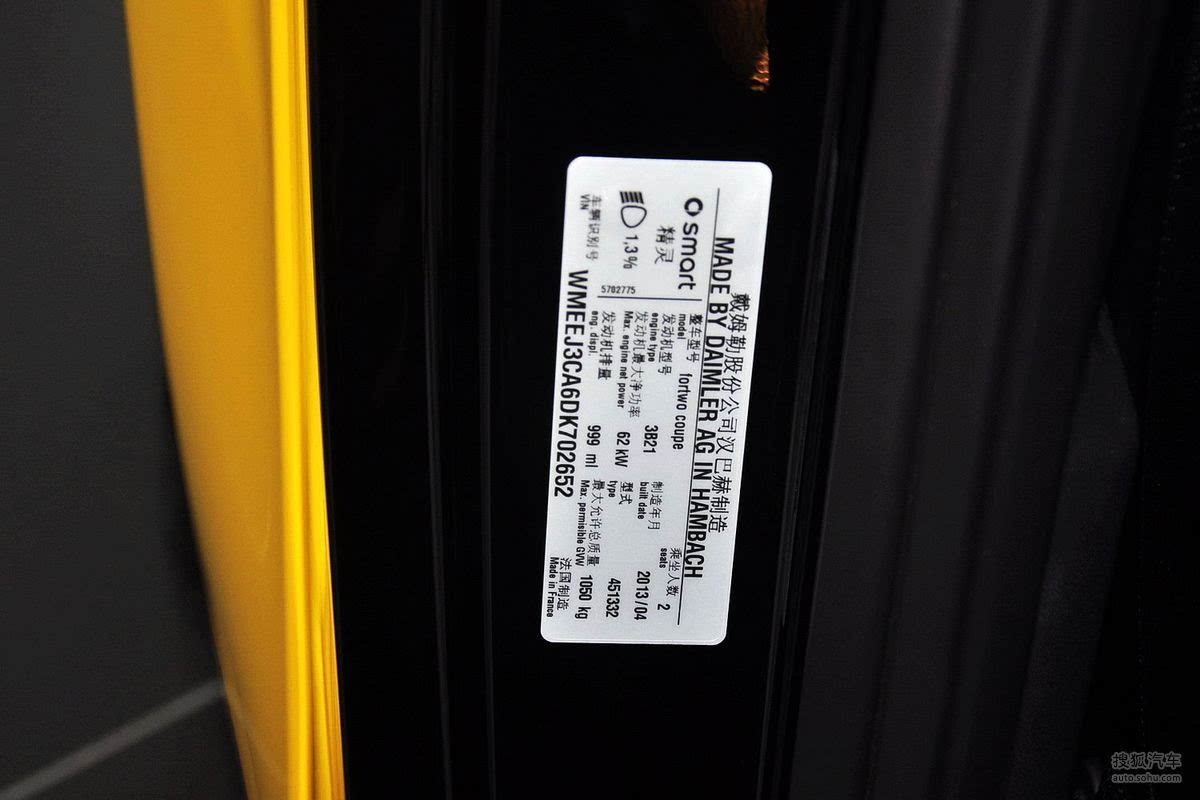 戴姆勒股份公司汉巴赫制造
MADE BY DAIMLER AG IN HAMBACH
smart
精灵
1,3%
5782775
整车型号
model
fortwo coupe
乘坐人数
seats
2
发动机型号
engine type
3B21
制造年月
built date
2013/04
发动机最大净功率
Max. engine net power
62 kW
型式
type
451332
发动机排量
eng. displ.
999 ml
最大允许总质量
Max. permisible GVW
1050 kg
车辆识别号
VIN
WMEEJ3CA6DK702652
法国制造
Made in France
搜狐汽车
auto.sohu.com